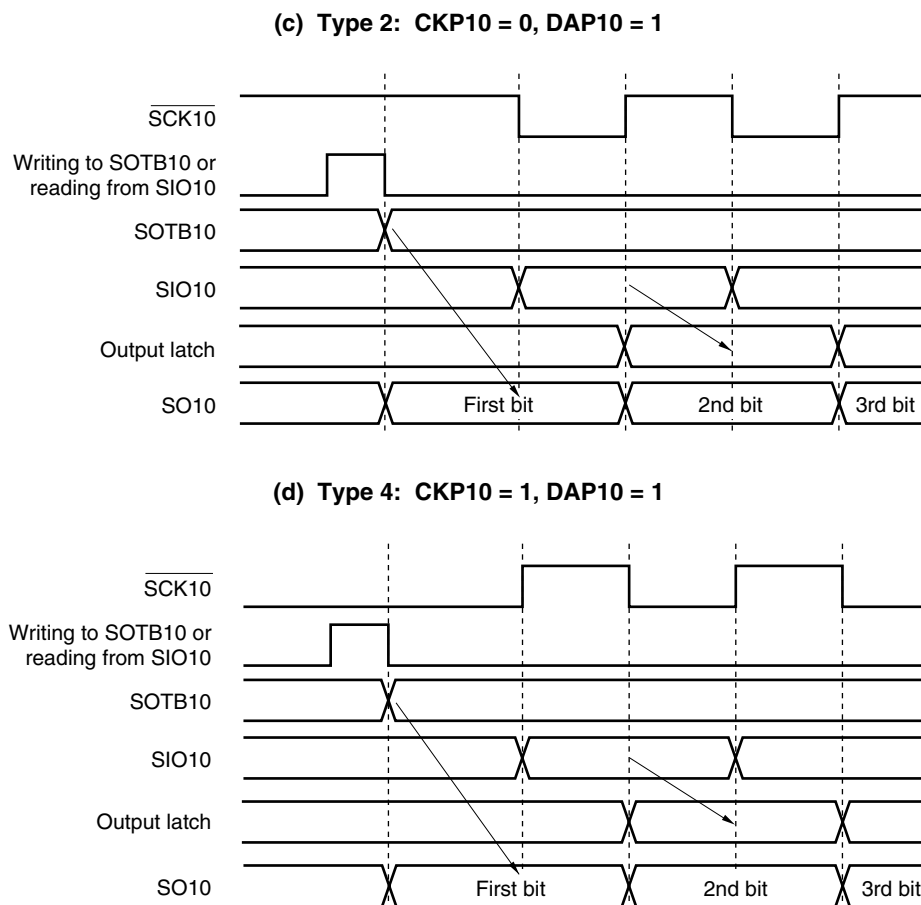 (c) Type 2: CKP10 = 0, DAP10 = 1
SCK10
Writing to SOTB10 or
reading from SIO10
SOTB10
SIO10
Output latch
SO10
First bit
2nd bit
3rd bit
(d) Type 4: CKP10 = 1, DAP10 = 1
SCK10
Writing to SOTB10 or
reading from SIO10
SOTB10
SIO10
Output latch
SO10
First bit
2nd bit
3rd bit